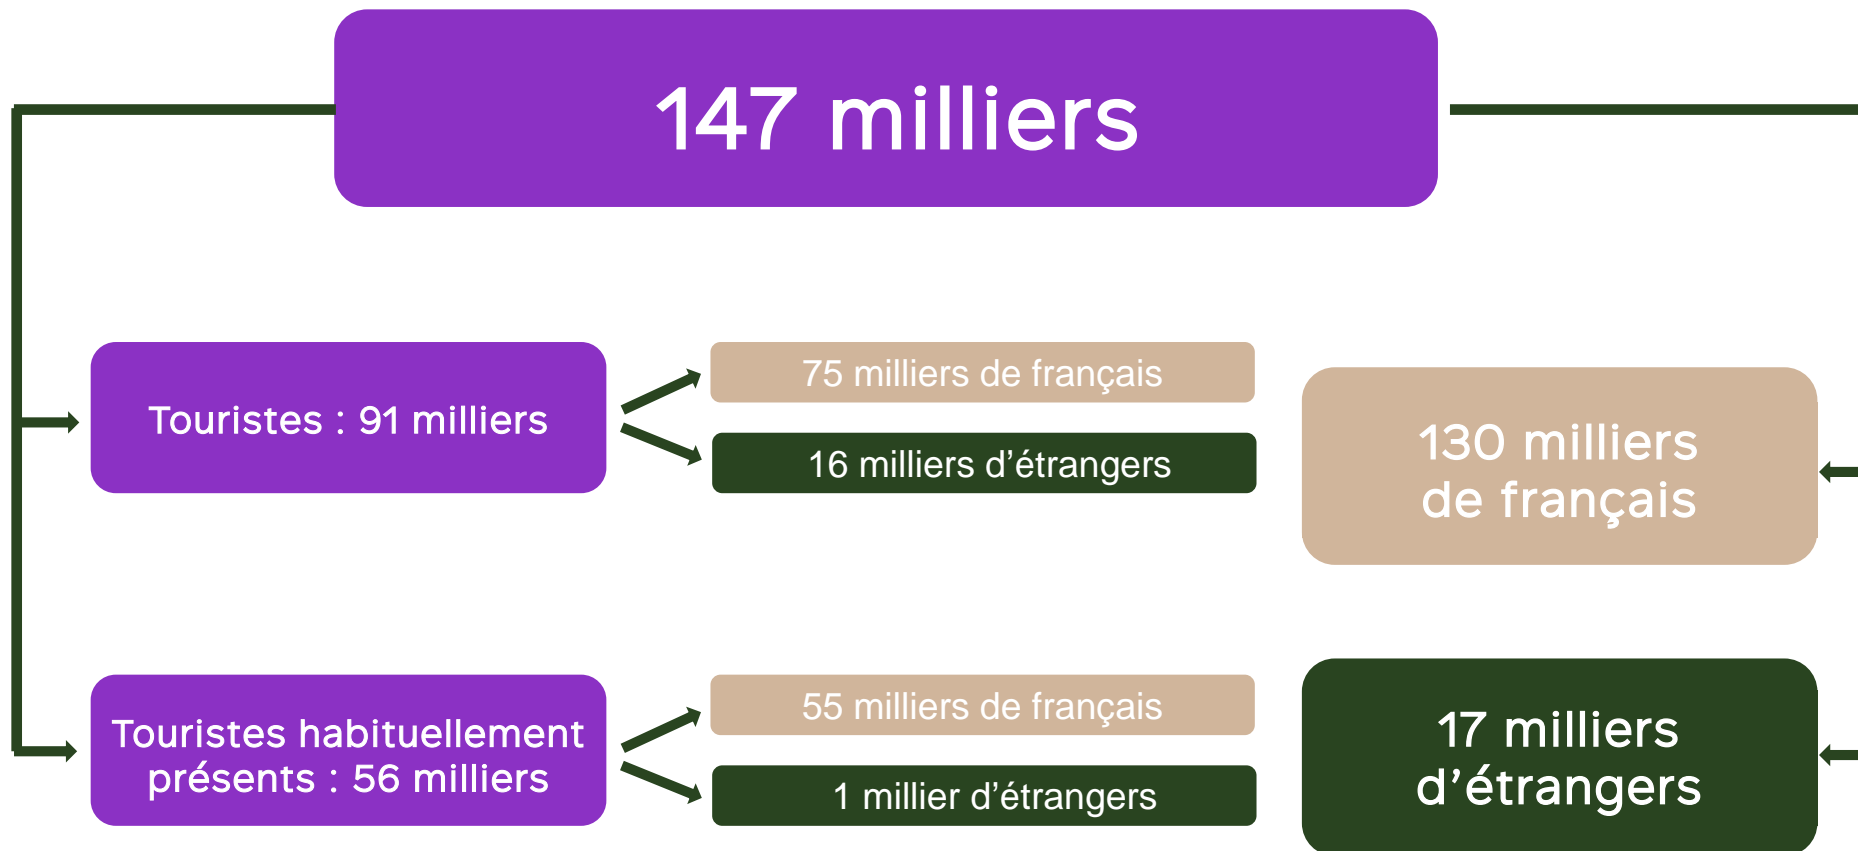 147 milliers
Touristes : 91 milliers
75 milliers de français
16 milliers d’étrangers
130 milliers
de français
Touristes habituellement
présents : 56 milliers
55 milliers de français
1 millier d’étrangers
17 milliers
d’étrangers